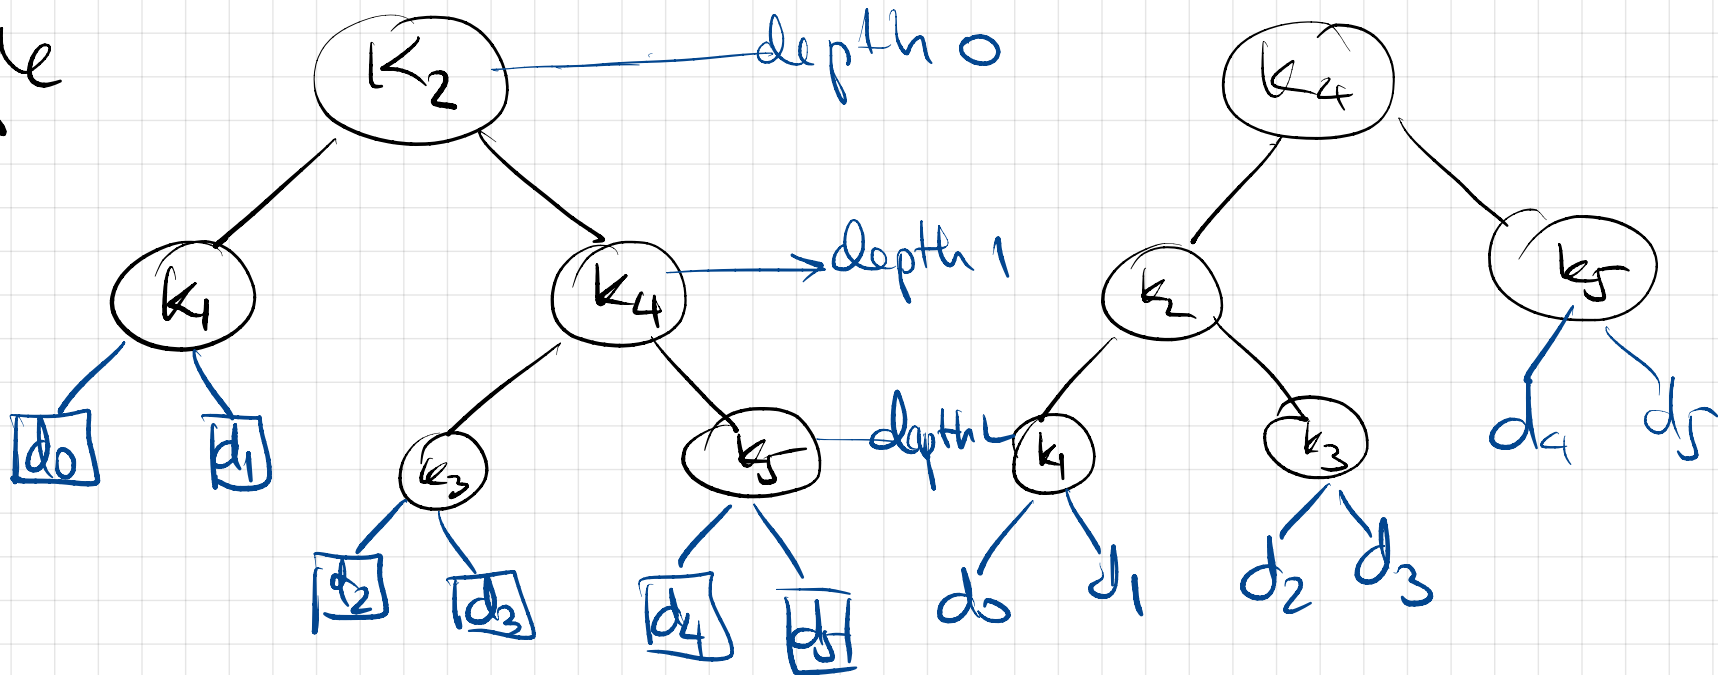 K2 depth 0 k4
K1 K4 depth 1 k2 k5
d0 d1 k3 k5 depth 2 k1 k3 d4 d5
d2 d3 d4 d5 d0 d1 d2 d3